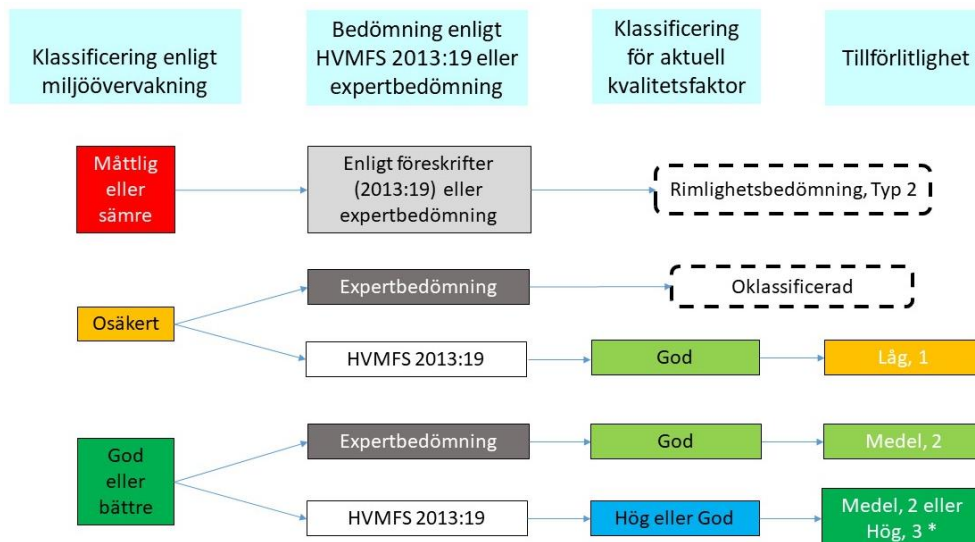 Klassificering enligt
miljöövervakning
Bedömning enligt
HVMFS 2013:19 eller
expertbedömning
Klassificering
för aktuell
kvalitetsfaktor
Tillförlitlighet
Måttlig
eller
sämre
Enligt föreskrifter
(2013:19) eller
expertbedömning
Rimlighetsbedömning, Typ 2
Osäkert
Expertbedömning
Oklassificerad
HVMFS 2013:19
God
Låg, 1
God
eller
bättre
Expertbedömning
God
Medel, 2
HVMFS 2013:19
Hög eller God
Medel, 2 eller
Hög, 3 *